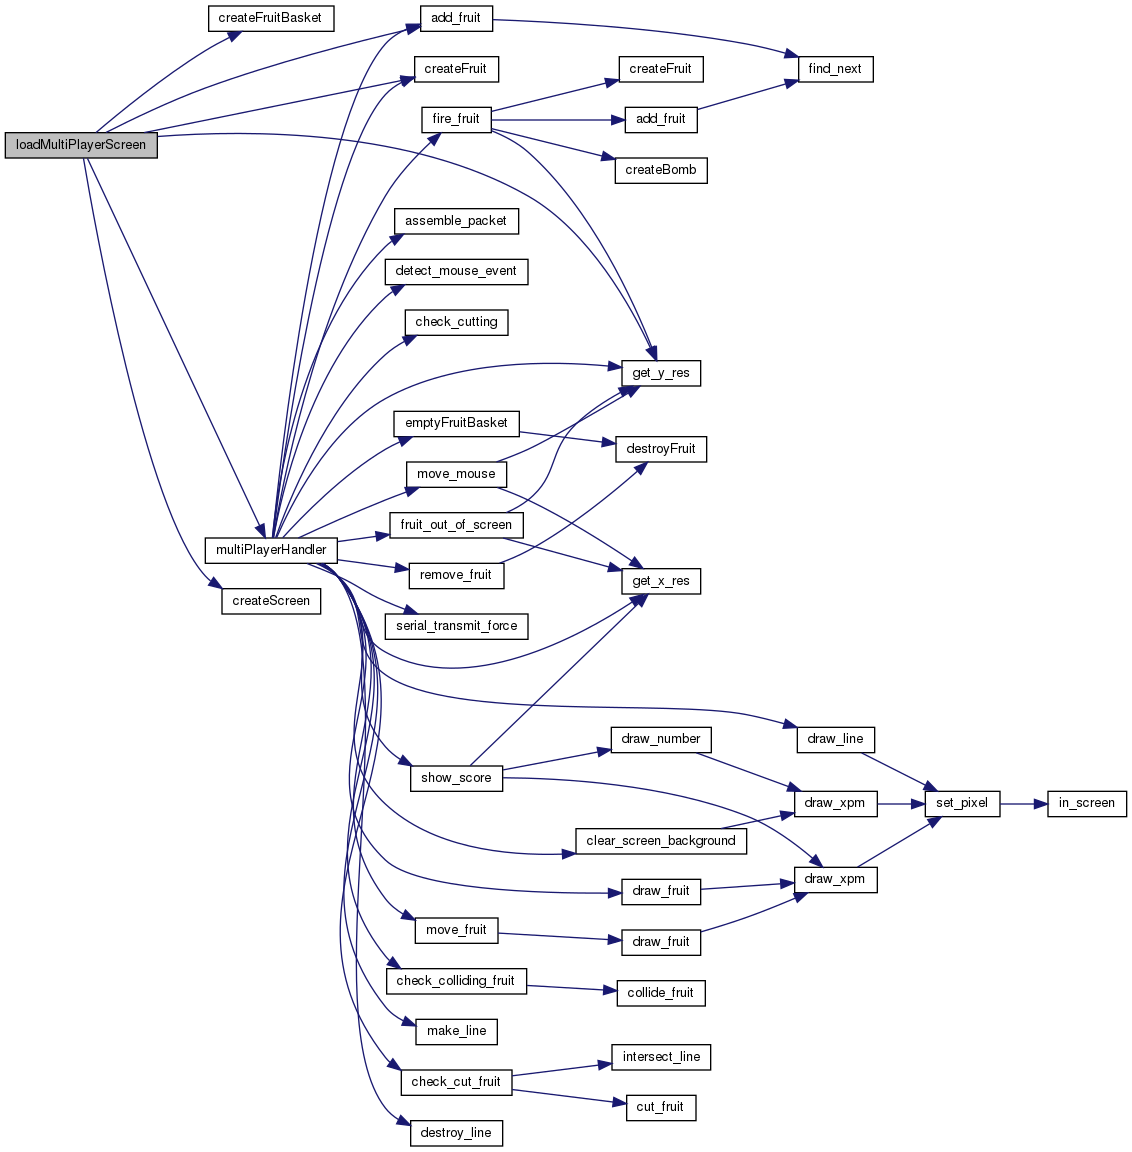 createFruitBasket
add_fruit
createFruit
createFruit
find_next
fire_fruit
add_fruit
loadMultiPlayerScreen
createBomb
assemble_packet
detect_mouse_event
check_cutting
get_y_res
emptyFruitBasket
destroyFruit
move_mouse
fruit_out_of_screen
multiPlayerHandler
remove_fruit
get_x_res
createScreen
serial_transmit_force
draw_number
draw_line
show_score
draw_xpm
set_pixel
in_screen
clear_screen_background
draw_xpm
draw_fruit
move_fruit
draw_fruit
check_colliding_fruit
collide_fruit
make_line
intersect_line
check_cut_fruit
cut_fruit
destroy_line